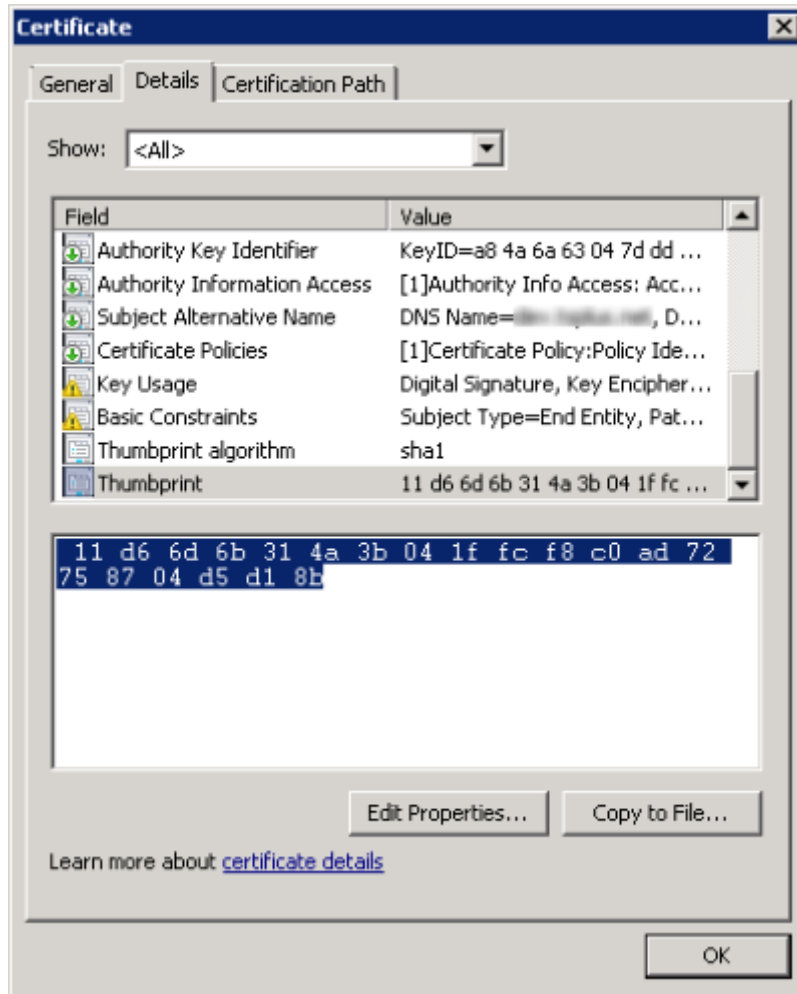 Certificate
General Details Certification Path
Show: <All>
Field Value
Authority Key Identifier KeyID=a8 4a 6a 63 04 7d dd ...
Authority Information Access [1]Authority Info Access: Acc...
Subject Alternative Name DNS Name= , D...
Certificate Policies [1]Certificate Policy:Policy Ide...
Key Usage Digital Signature, Key Encipher...
Basic Constraints Subject Type=End Entity, Pat...
Thumbprint algorithm sha1
Thumbprint 11 d6 6d 6b 31 4a 3b 04 1f fc ...
11 d6 6d 6b 31 4a 3b 04 1f fc f8 c0 ad 72
75 87 04 d5 d1 8b
Edit Properties... Copy to File...
Learn more about certificate details
OK